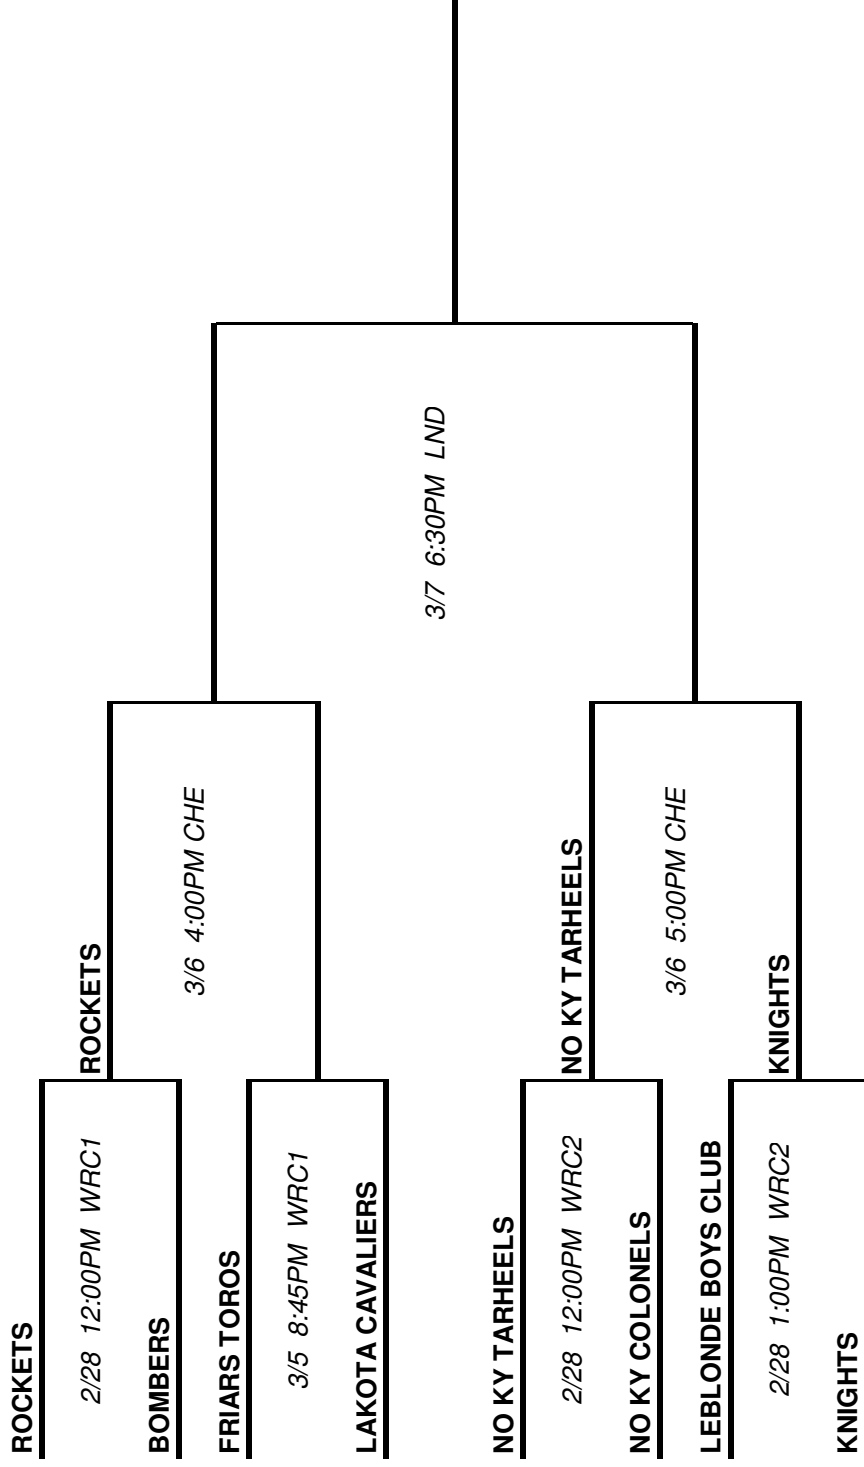 ROCKETS
2/28 12:00PM WRC1
BOMBERS
ROCKETS
3/6 4:00PM CHE
FRIARS TOROS
3/5 8:45PM WRC1
LAKOTA CAVALIERS
3/7 6:30PM LND
NO KY TARHEELS
2/28 12:00PM WRC2
NO KY COLONELS
NO KY TARHEELS
3/6 5:00PM CHE
LEBLONDE BOYS CLUB
2/28 1:00PM WRC2
KNIGHTS
KNIGHTS